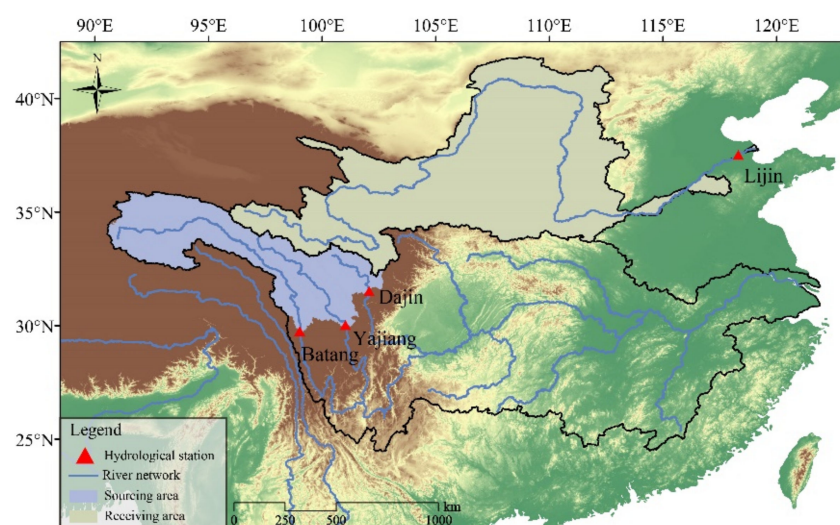 90°E 95°E 100°E 105°E 110°E 115°E 120°E
N
40°N
Lijin
35°N
Dajin
30°N
Yajiang
Batang
25°N
Legend
Hydrological station
River network
Sourcing area
Receiving area
km
0 250 500 1000